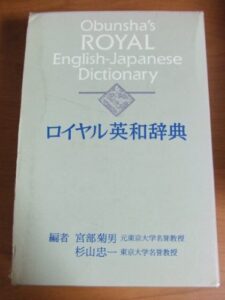 Obunsha's
ROYAL
English-Japanese
Dictionary
ロイヤル英和辞典
編者 宮部菊男 元東京大学名誉教授
杉山忠一 東京大学名誉教授